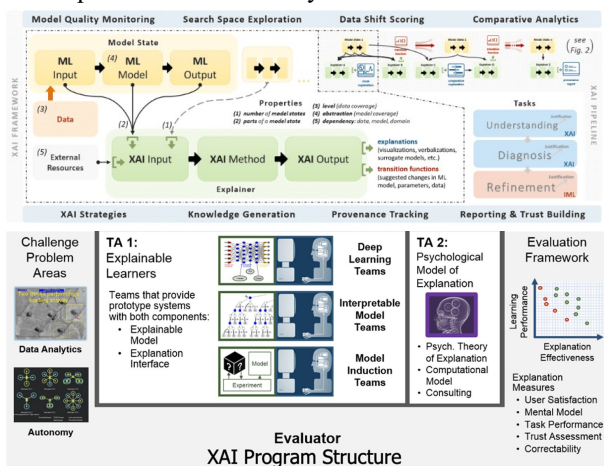 Model Quality Monitoring
Search Space Exploration
Data Shift Scoring
Comparative Analytics
XAI FRAMEWORK
XAI PIPELINE
Model State
ML
Input
(4)
ML
Model
ML
Output
(see
Fig. 2)
(3)
Data
(2)
(1)
Properties
(1) number of model states
(2) parts of a model state
(3) level (data coverage)
(4) abstraction (model coverage)
(5) dependency: data, model, domain
(5)
External
Resources
XAI Input
XAI Method
XAI Output
Explainer
explanations
(visualizations, verbalizations,
surrogate models, etc.)
transition functions
(suggested changes in ML
model, parameters, data)
Tasks
Justification
Understanding
XAI
Justification
Diagnosis
XAI
Justification
Refinement
IML
XAI Strategies
Knowledge Generation
Provenance Tracking
Reporting & Trust Building
Challenge
Problem
Areas
Data Analytics
Autonomy
TA 1:
Explainable
Learners
Teams that provide
prototype systems
with both components:
• Explainable
Model
• Explanation
Interface
Deep
Learning
Teams
Interpretable
Model
Teams
Model
Induction
Teams
? ?
Model
Experiment
TA 2:
Psychological
Model of
Explanation
• Psych. Theory
of Explanation
• Computational
Model
• Consulting
Evaluation
Framework
Learning
Performance
Explanation
Effectiveness
Explanation
Measures
• User Satisfaction
• Mental Model
• Task Performance
• Trust Assessment
• Correctability
Evaluator
XAI Program Structure